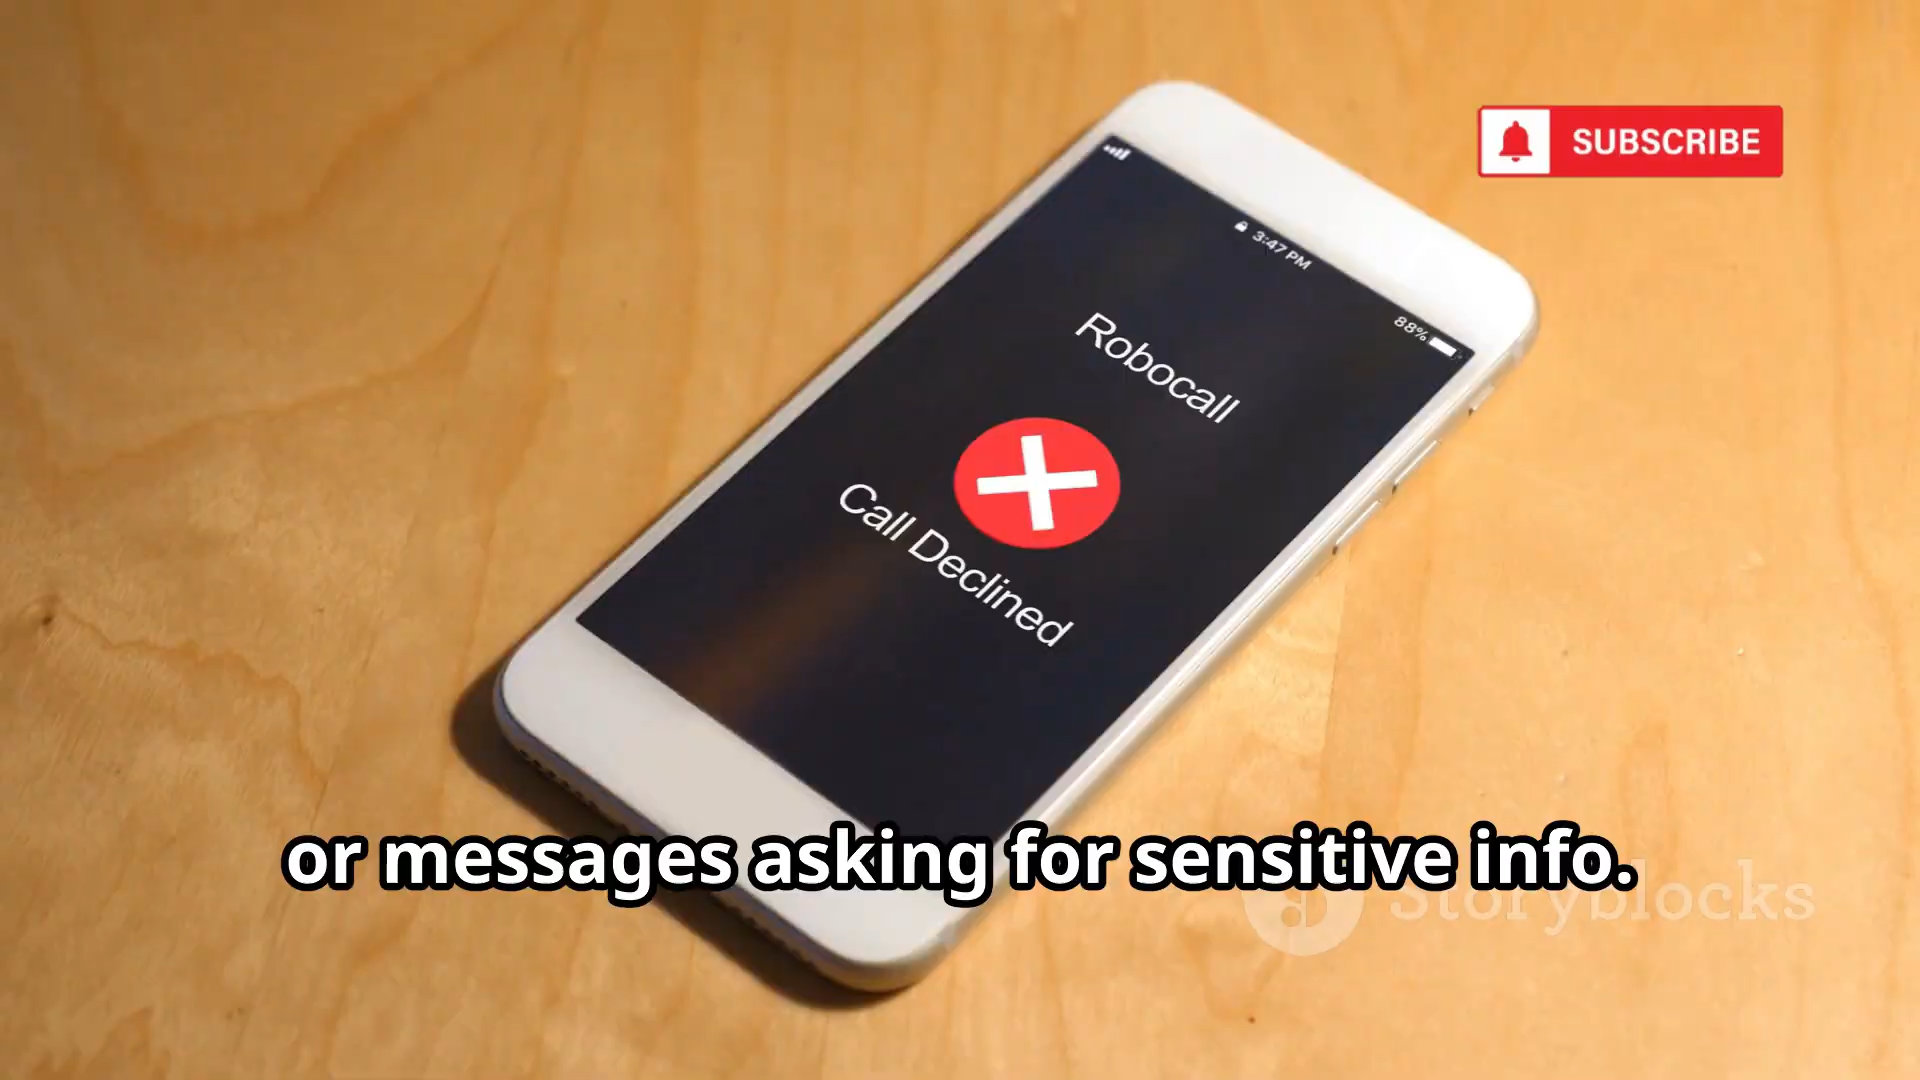 SUBSCRIBE
3:47 PM
88%
Robocall
Call Declined
or messages asking for sensitive info.
Storyblocks